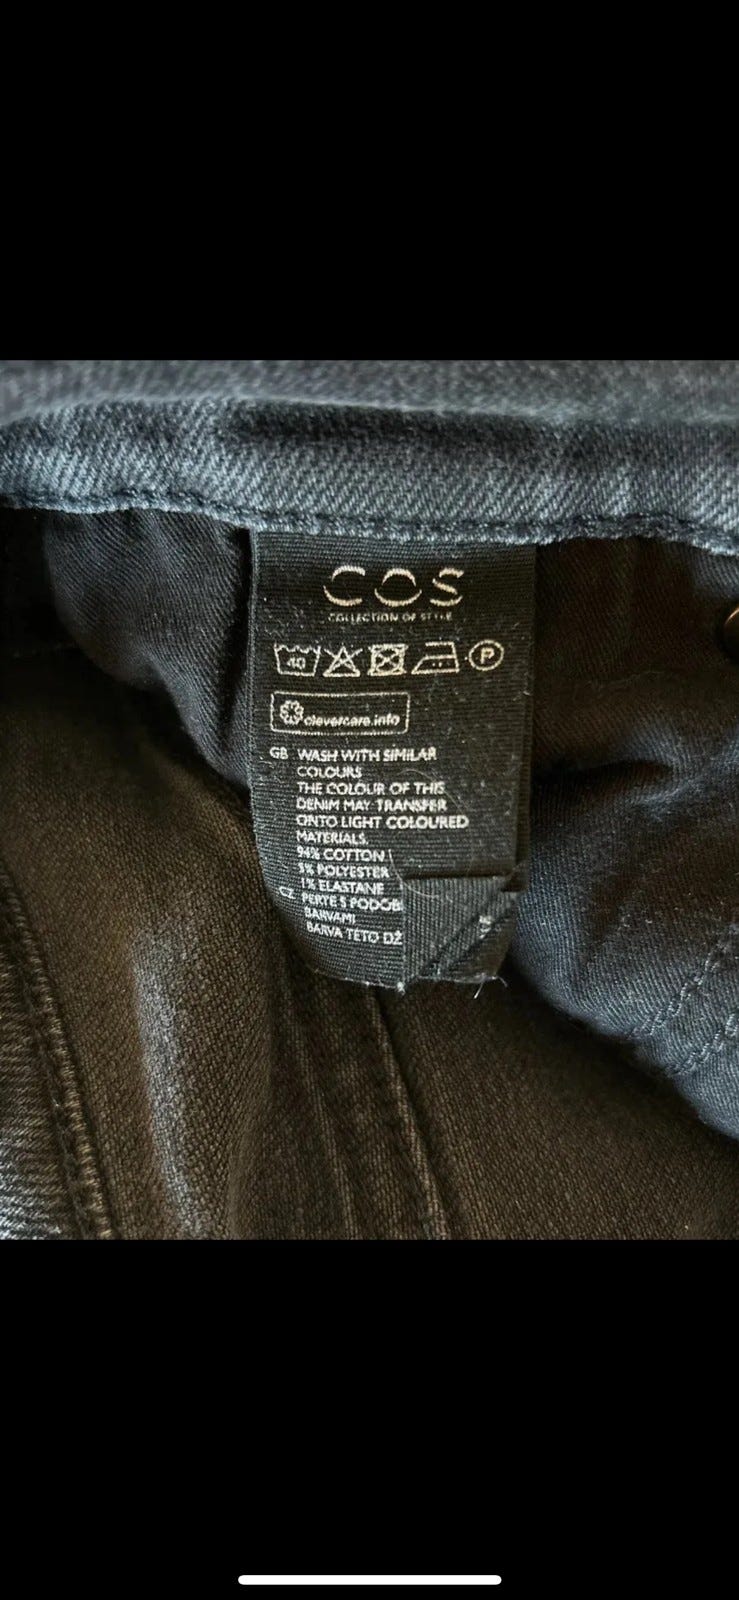 COS
COLLECTION OF STYLE
40 P
clevercare.info
GB WASH WITH SIMILAR
COLOURS
THE COLOUR OF THIS
DENIM MAY TRANSFER
ONTO LIGHT COLOURED
MATERIALS.
94% COTTON
5% POLYESTER
1% ELASTANE
CZ PERTE S PODOB
BARVAMI
BARVA TÉTO DŽ